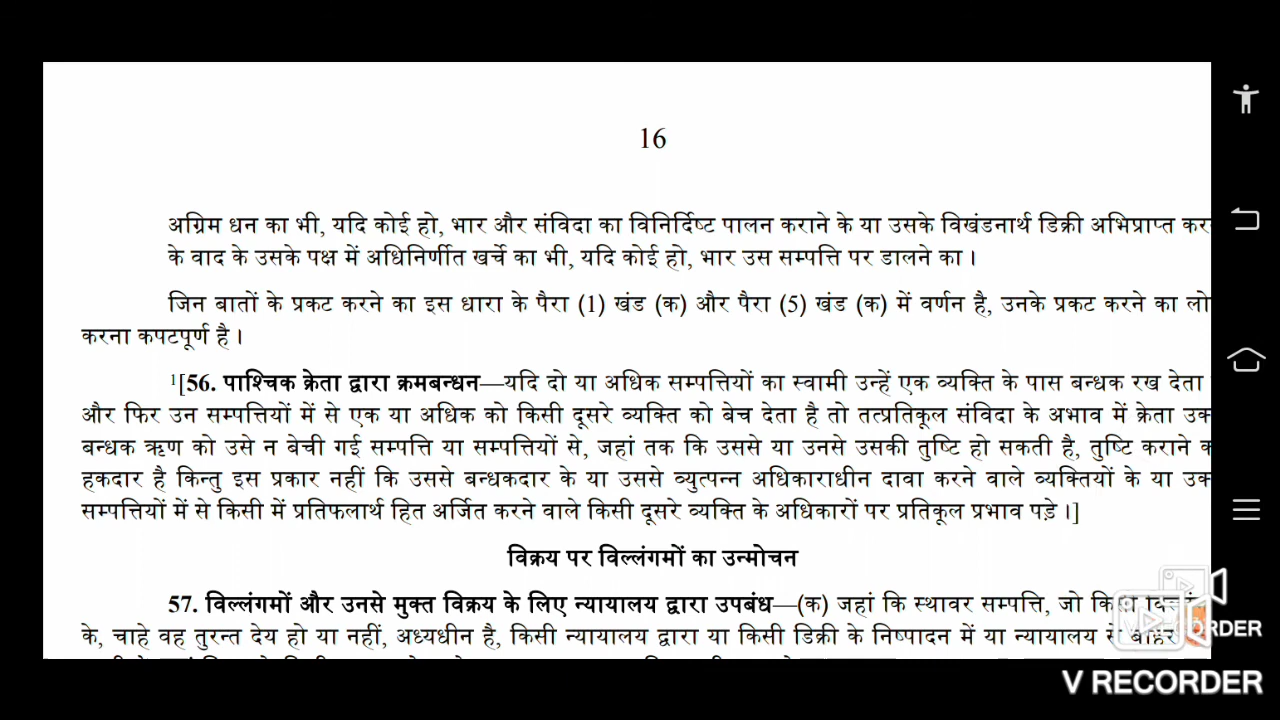 16
अग्रिम धन का भी, यदि कोई हो, भार और संविदा का विनिर्दिष्ट पालन कराने के या उसके विखंडनार्थ डिक्री अभिप्राप्त कर
के वाद के उसके पक्ष में अधिनिर्णीत खर्चे का भी, यदि कोई हो, भार उस सम्पत्ति पर डालने का।
जिन बातों के प्रकट करने का इस धारा के पैरा (1) खंड (क) और पैरा (5) खंड (क) में वर्णन है, उनके प्रकट करने का लो
करना कपटपूर्ण है।
1[56. पाश्चिक क्रेता द्वारा क्रमबन्धन—यदि दो या अधिक सम्पत्तियों का स्वामी उन्हें एक व्यक्ति के पास बन्धक रख देता
और फिर उन सम्पत्तियों में से एक या अधिक को किसी दूसरे व्यक्ति को बेच देता है तो तत्प्रतिकूल संविदा के अभाव में क्रेता उक
बन्धक ऋण को उसे न बेची गई सम्पत्ति या सम्पत्तियों से, जहां तक कि उससे या उनसे उसकी तुष्टि हो सकती है, तुष्टि कराने क
हकदार है किन्तु इस प्रकार नहीं कि उससे बन्धकदार के या उससे व्युत्पन्न अधिकाराधीन दावा करने वाले व्यक्तियों के या उक
सम्पत्तियों में से किसी में प्रतिफलार्थ हित अर्जित करने वाले किसी दूसरे व्यक्ति के अधिकारों पर प्रतिकूल प्रभाव पड़े।]
विक्रय पर विल्लंगमों का उन्मोचन
57. विल्लंगमों और उनसे मुक्त विक्रय के लिए न्यायालय द्वारा उपबंध—(क) जहां कि स्थावर सम्पत्ति, जो किसी
के, चाहे वह तुरन्त देय हो या नहीं, अध्यधीन है, किसी न्यायालय द्वारा या किसी डिक्री के निष्पादन में या न्यायालय से बाहर
V RECORDER